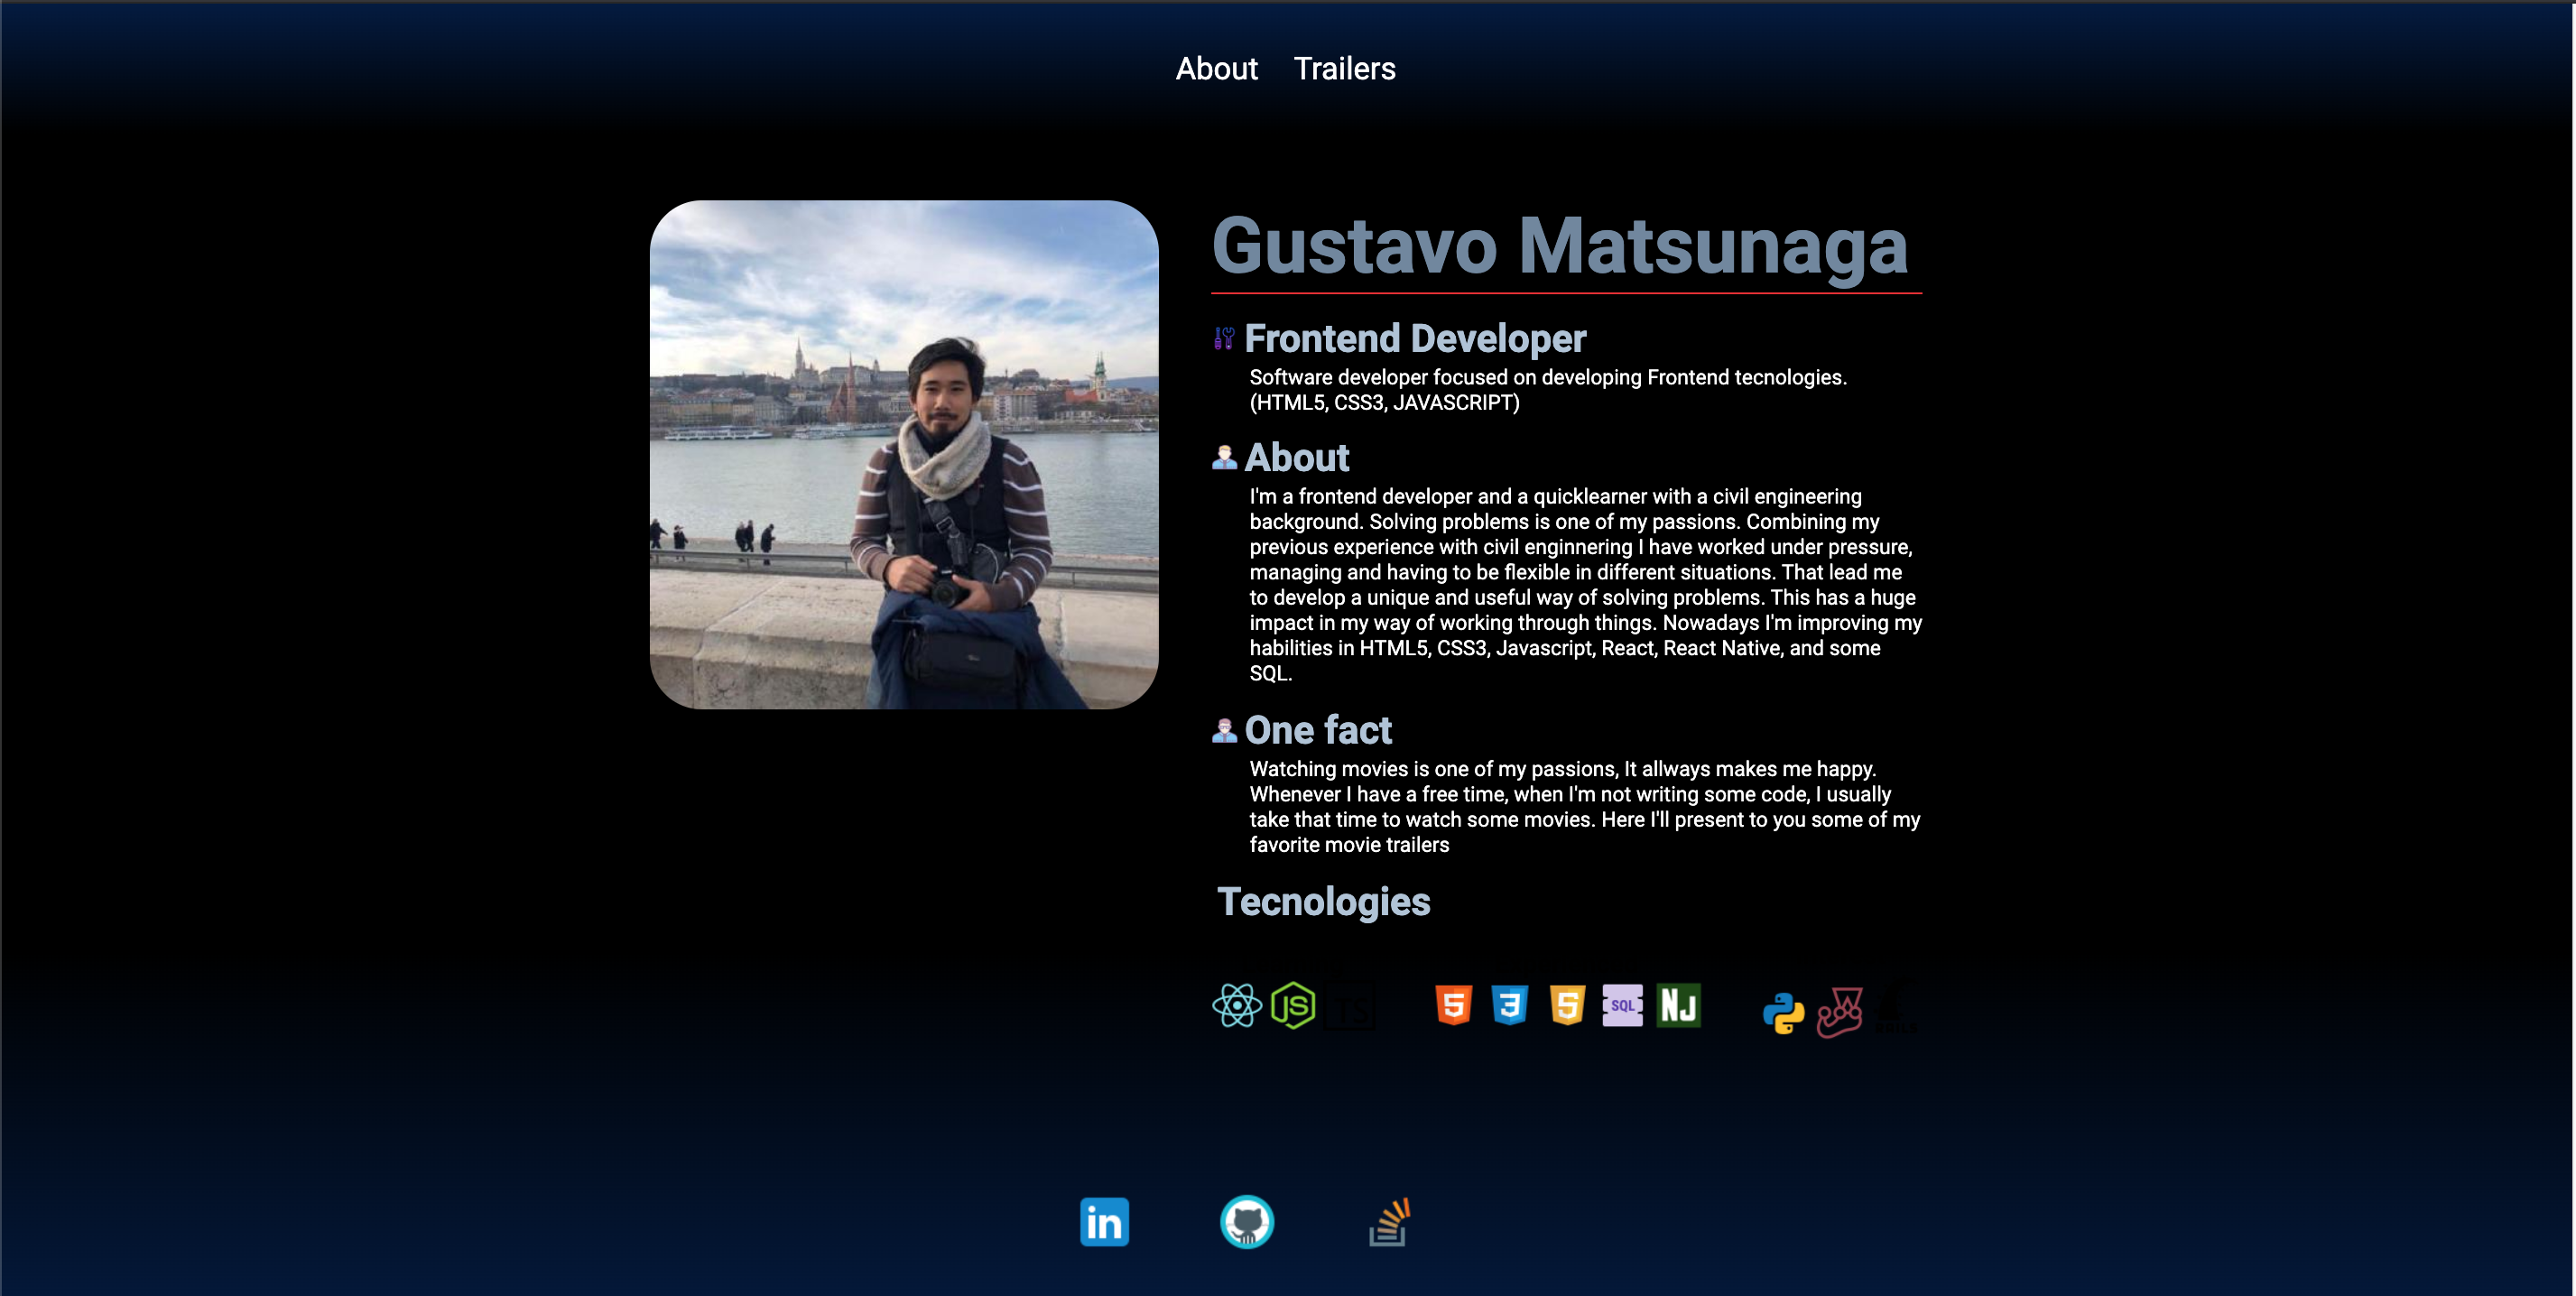 About Trailers
Gustavo Matsunaga
Frontend Developer
Software developer focused on developing Frontend tecnologies.
(HTML5, CSS3, JAVASCRIPT)
About
I'm a frontend developer and a quicklearner with a civil engineering
background. Solving problems is one of my passions. Combining my
previous experience with civil enginnering I have worked under pressure,
managing and having to be flexible in different situations. That lead me
to develop a unique and useful way of solving problems. This has a huge
impact in my way of working through things. Nowadays I'm improving my
habilities in HTML5, CSS3, Javascript, React, React Native, and some
SQL.
One fact
Watching movies is one of my passions, It allways makes me happy.
Whenever I have a free time, when I'm not writing some code, I usually
take that time to watch some movies. Here I'll present to you some of my
favorite movie trailers
Tecnologies
JS TS 5 3 5 SQL NJ
in